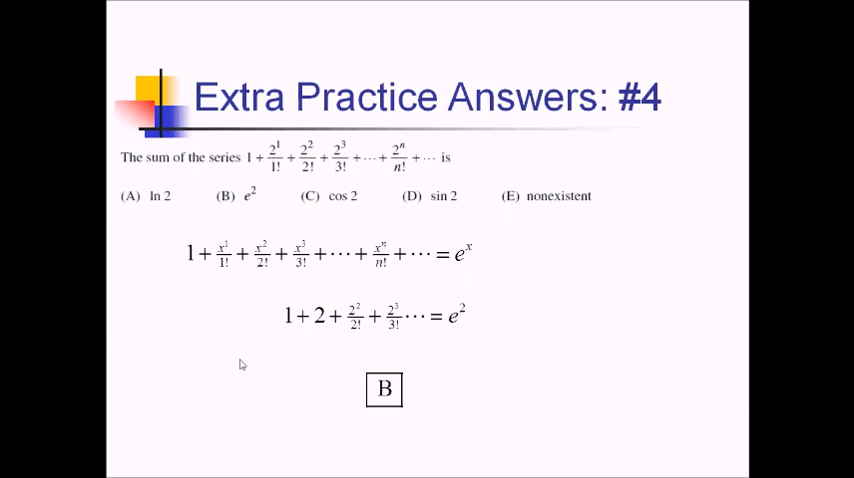 Extra Practice Answers: #4
The sum of the series 1 + 2^1/1! + 2^2/2! + 2^3/3! + ⋯ + 2^n/n! + ⋯ is
(A) ln 2 (B) e^2 (C) cos 2 (D) sin 2 (E) nonexistent
1 + x^1/1! + x^2/2! + x^3/3! + ⋯ + x^n/n! + ⋯ = e^x
1 + 2 + 2^2/2! + 2^3/3! ⋯ = e^2
B